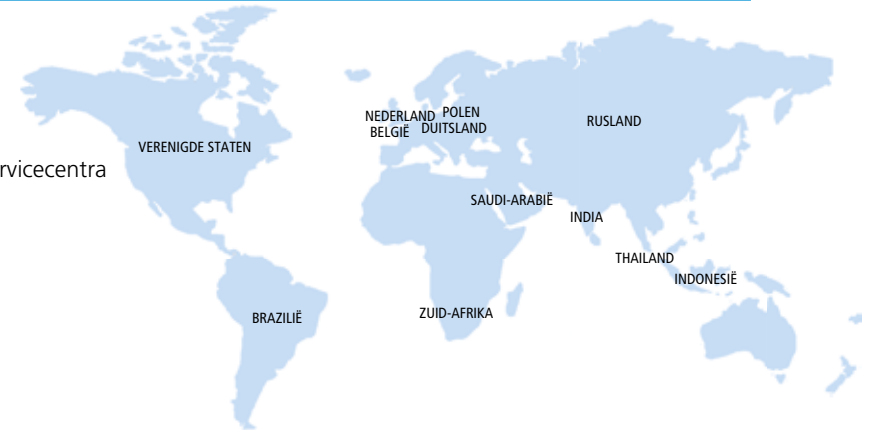 NEDERLAND POLEN
BELGIË DUITSLAND
RUSLAND
VERENIGDE STATEN
rvicecentra
SAUDI-ARABIË
INDIA
THAILAND
INDONESIË
BRAZILIË
ZUID-AFRIKA